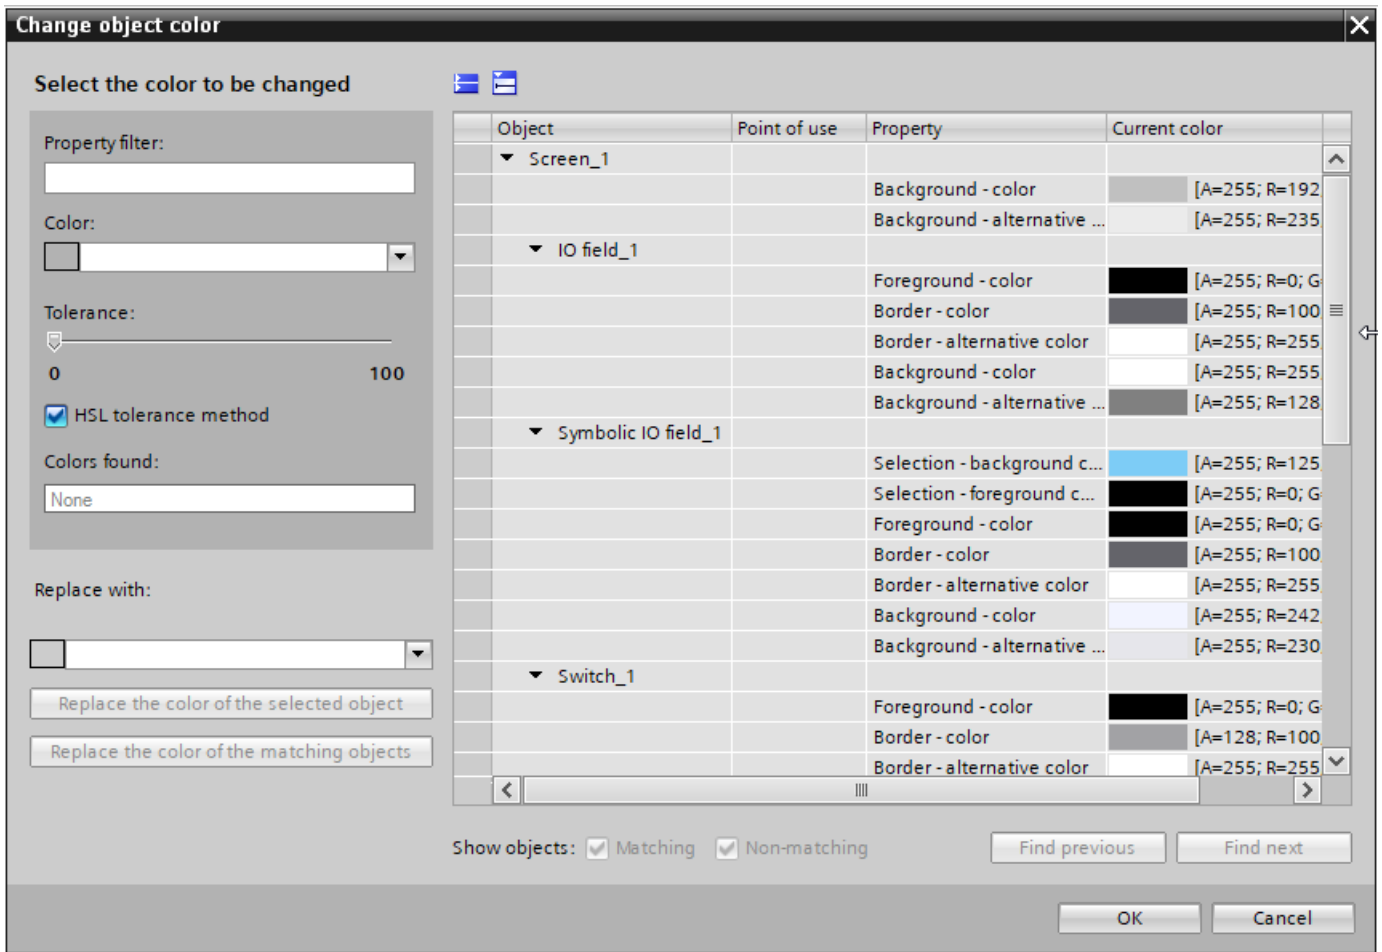 Change object color
Select the color to be changed
Property filter:
Color:
Tolerance:
0 100
HSL tolerance method
Colors found:
None
Replace with:
Replace the color of the selected object
Replace the color of the matching objects
Object Point of use Property Current color
Screen_1
Background - color [A=255; R=192
Background - alternative ... [A=255; R=235
IO field_1
Foreground - color [A=255; R=0; G
Border - color [A=255; R=100
Border - alternative color [A=255; R=255
Background - color [A=255; R=255
Background - alternative ... [A=255; R=128
Symbolic IO field_1
Selection - background c... [A=255; R=125
Selection - foreground c... [A=255; R=0; G
Foreground - color [A=255; R=0; G
Border - color [A=255; R=100
Border - alternative color [A=255; R=255
Background - color [A=255; R=242
Background - alternative ... [A=255; R=230
Switch_1
Foreground - color [A=255; R=0; G
Border - color [A=128; R=100
Border - alternative color [A=255; R=255
Show objects: Matching Non-matching Find previous Find next
OK Cancel